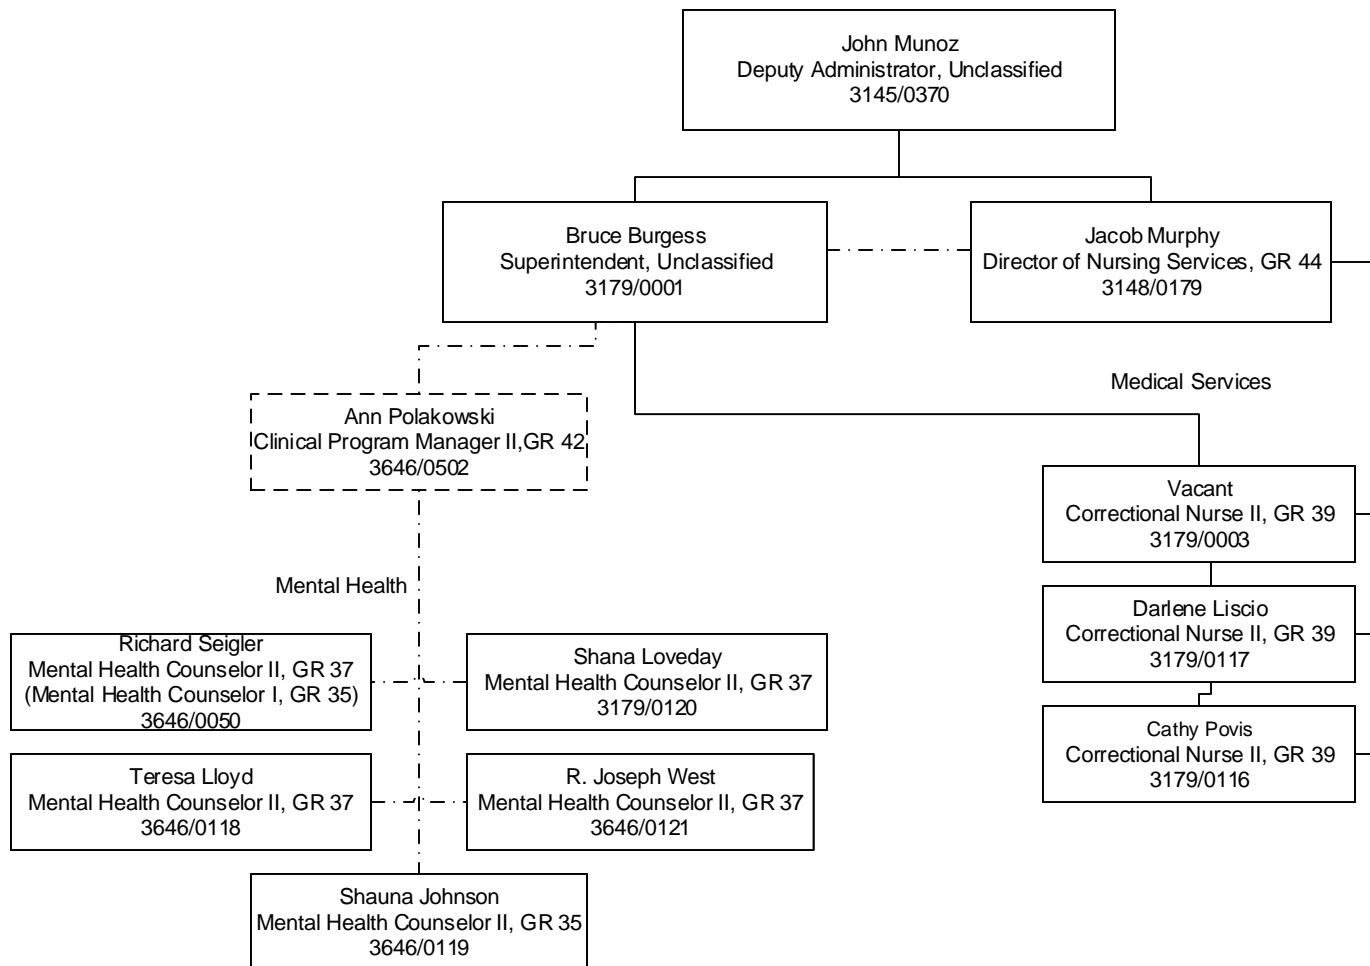 John Munoz
Deputy Administrator, Unclassified
3145/0370
Bruce Burgess
Superintendent, Unclassified
3179/0001
Jacob Murphy
Director of Nursing Services, GR 44
3148/0179
Medical Services
Ann Polakowski
Clinical Program Manager II,GR 42
3646/0502
Vacant
Correctional Nurse II, GR 39
3179/0003
Mental Health
Darlene Liscio
Correctional Nurse II, GR 39
3179/0117
Richard Seigler
Mental Health Counselor II, GR 37
(Mental Health Counselor I, GR 35)
3646/0050
Shana Loveday
Mental Health Counselor II, GR 37
3179/0120
Cathy Povis
Correctional Nurse II, GR 39
3179/0116
Teresa Lloyd
Mental Health Counselor II, GR 37
3646/0118
R. Joseph West
Mental Health Counselor II, GR 37
3646/0121
Shauna Johnson
Mental Health Counselor II, GR 35
3646/0119